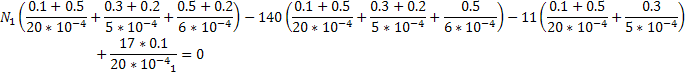 N₁ ( (0.1 + 0.5)/(20 * 10⁻⁴) + (0.3 + 0.2)/(5 * 10⁻⁴) + (0.5 + 0.2)/(6 * 10⁻⁴) ) − 140 ( (0.1 + 0.5)/(20 * 10⁻⁴) + (0.3 + 0.2)/(5 * 10⁻⁴) + 0.5/(6 * 10⁻⁴) ) − 11 ( (0.1 + 0.5)/(20 * 10⁻⁴) + 0.3/(5 * 10⁻⁴) )
+ (17 * 0.1)/(20 * 10⁻⁴₁) = 0